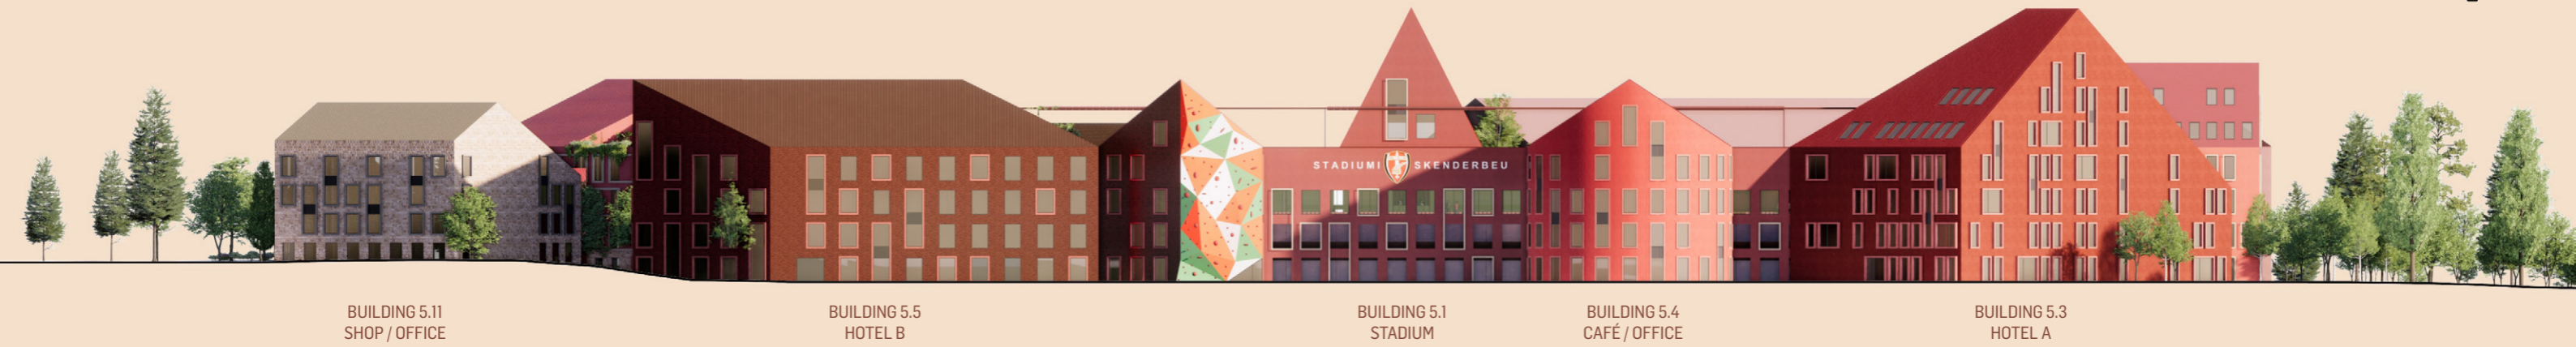 STADIUMI SKENDERBEU
BUILDING 5.11
SHOP / OFFICE
BUILDING 5.5
HOTEL B
BUILDING 5.1
STADIUM
BUILDING 5.4
CAFÉ / OFFICE
BUILDING 5.3
HOTEL A